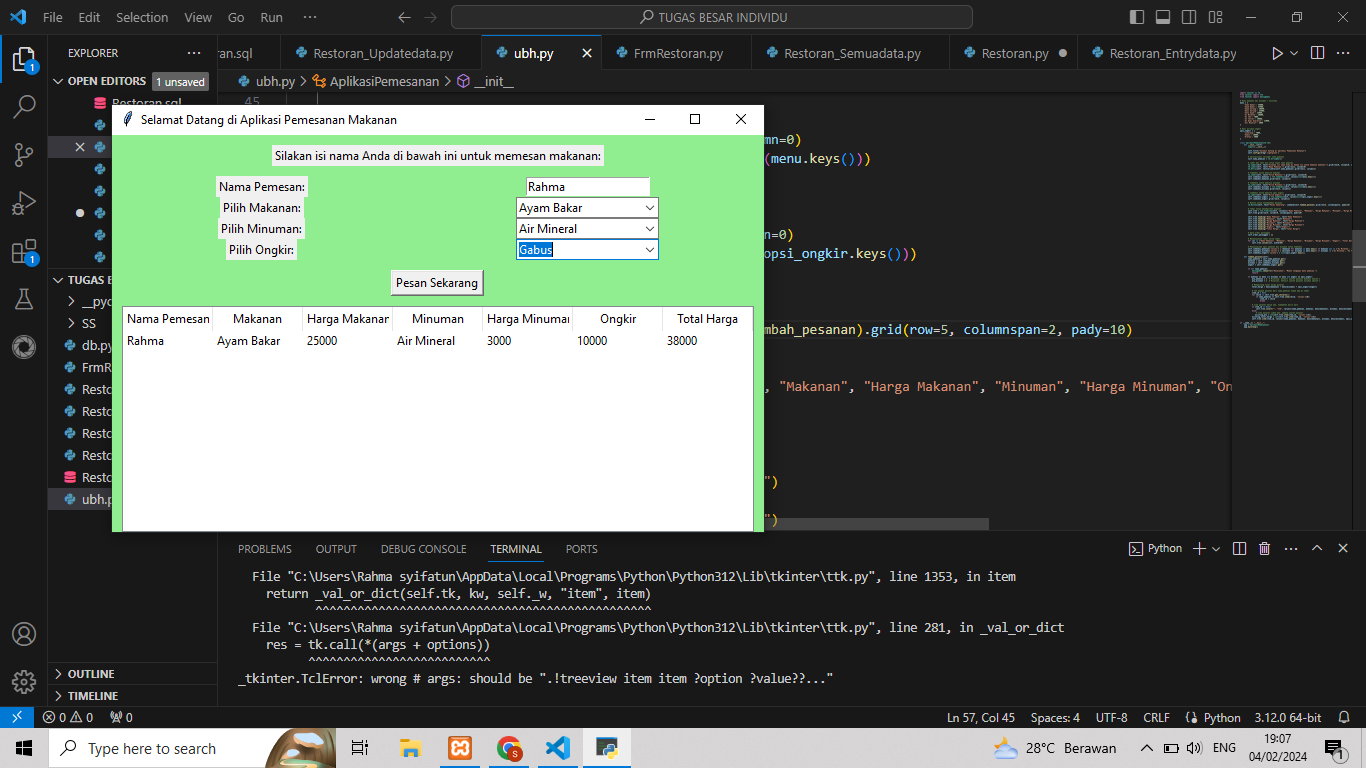 File Edit Selection View Go Run ··· TUGAS BESAR INDIVIDU
EXPLORER ···
ran.sql Restoran_Updatedata.py ubh.py FrmRestoran.py Restoran_Semuadata.py Restoran.py Restoran_Entrydata.py
OPEN EDITORS 1 unsaved
ubh.py > AplikasiPemesanan > __init__
Restoran.sql
45
Selamat Datang di Aplikasi Pemesanan Makanan
Silakan isi nama Anda di bawah ini untuk memesan makanan:
Nama Pemesan: Rahma
Pilih Makanan: Ayam Bakar
Pilih Minuman: Air Mineral
Pilih Ongkir: Gabus
Pesan Sekarang
Nama Pemesan Makanan Harga Makanan Minuman Harga Minuman Ongkir Total Harga
Rahma Ayam Bakar 25000 Air Mineral 3000 10000 38000
mn=0)
(menu.keys()))
n=0)
opsi_ongkir.keys()))
mbah_pesanan).grid(row=5, columnspan=2, pady=10)
, "Makanan", "Harga Makanan", "Minuman", "Harga Minuman", "On
")
")
TUGAS B
__pyc
SS
db.py
FrmR
Resto
Resto
Resto
Resto
Resto
ubh.p
OUTLINE
TIMELINE
PROBLEMS OUTPUT DEBUG CONSOLE TERMINAL PORTS
Python
File "C:\Users\Rahma syifatun\AppData\Local\Programs\Python\Python312\Lib\tkinter\ttk.py", line 1353, in item
return _val_or_dict(self.tk, kw, self._w, "item", item)
^^^^^^^^^^^^^^^^^^^^^^^^^^^^^^^^^^^^^^^^^^^^^^^^
File "C:\Users\Rahma syifatun\AppData\Local\Programs\Python\Python312\Lib\tkinter\ttk.py", line 281, in _val_or_dict
res = tk.call(*(args + options))
^^^^^^^^^^^^^^^^^^^^^^^^^^
_tkinter.TclError: wrong # args: should be ".!treeview item item ?option ?value??..."
0 0 0 Ln 57, Col 45 Spaces: 4 UTF-8 CRLF Python 3.12.0 64-bit
Type here to search
28°C Berawan ENG
19:07
04/02/2024
1